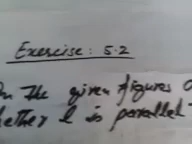 Exercise: 5.2
In the given figures
whether l is parallel